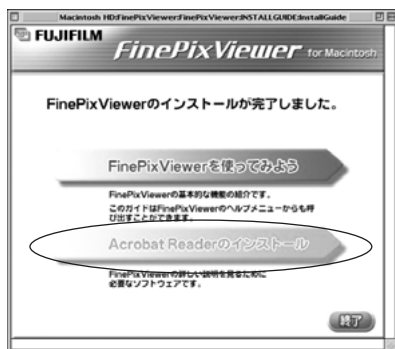 Macintosh HD:FinePixViewer:FinePixViewer:INSTALLGUIDE:InstallGuide
FUJIFILM
FinePixViewer for Macintosh
FinePixViewerのインストールが完了しました。
FinePixViewerを使ってみよう
FinePixViewerの基本的な機能の紹介です。
このガイドはFinePixViewerのヘルプメニューからも呼
び出すことができます。
Acrobat Readerのインストール
FinePixViewerの詳しい説明を見るために
必要なソフトウェアです。
終了